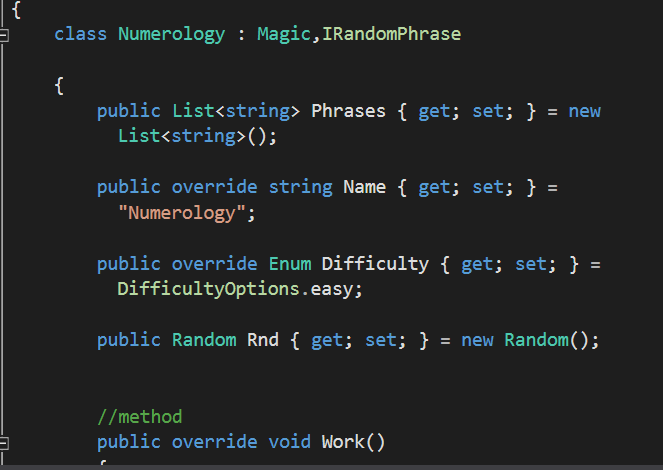 {
class Numerology : Magic,IRandomPhrase
{
public List<string> Phrases { get; set; } = new
List<string>();
public override string Name { get; set; } =
"Numerology";
public override Enum Difficulty { get; set; } =
DifficultyOptions.easy;
public Random Rnd { get; set; } = new Random();
//method
public override void Work()
{